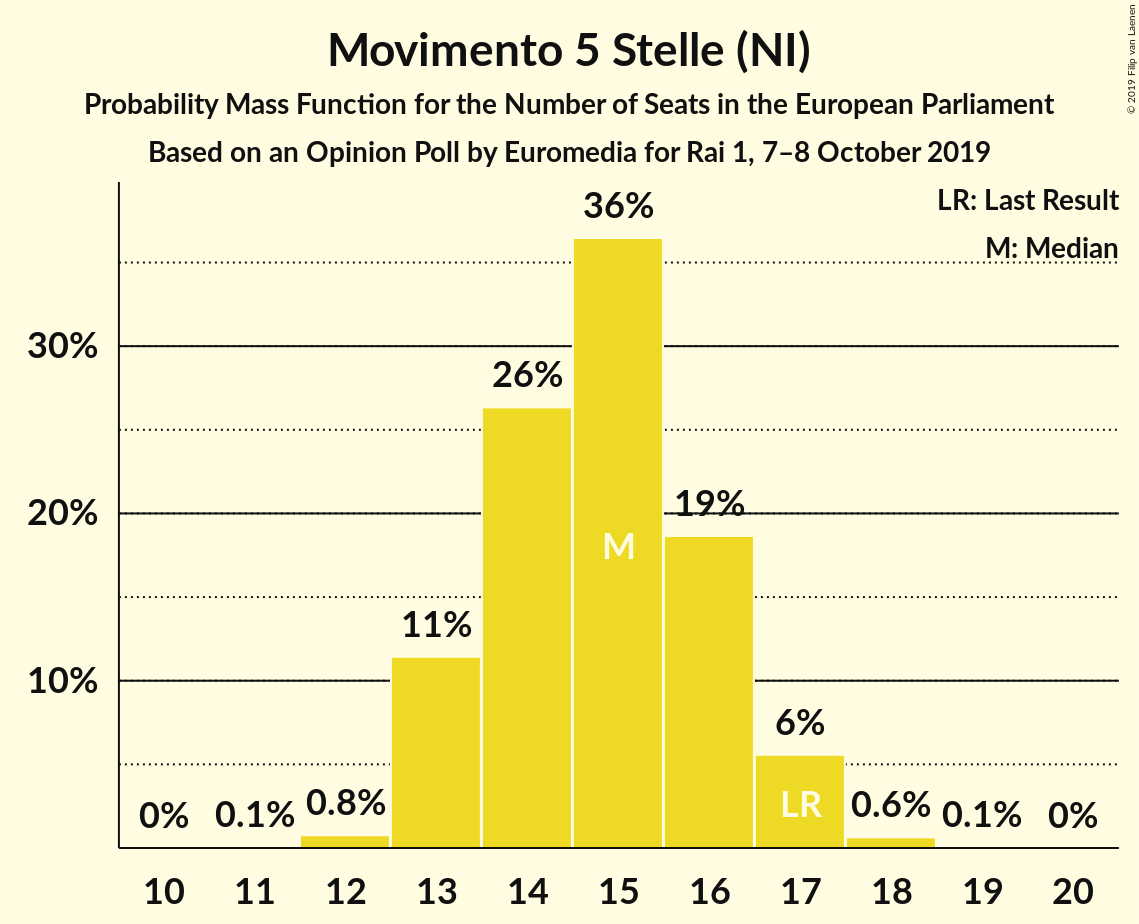 Movimento 5 Stelle (NI)
Probability Mass Function for the Number of Seats in the European Parliament
Based on an Opinion Poll by Euromedia for Rai 1, 7–8 October 2019
© 2019 Filip van Laenen
LR: Last Result
M: Median
36%
30%
26%
20%
19%
M
11%
10%
6%
LR
0%
0.1%
0.8%
0.6%
0.1%
0%
10 11 12 13 14 15 16 17 18 19 20